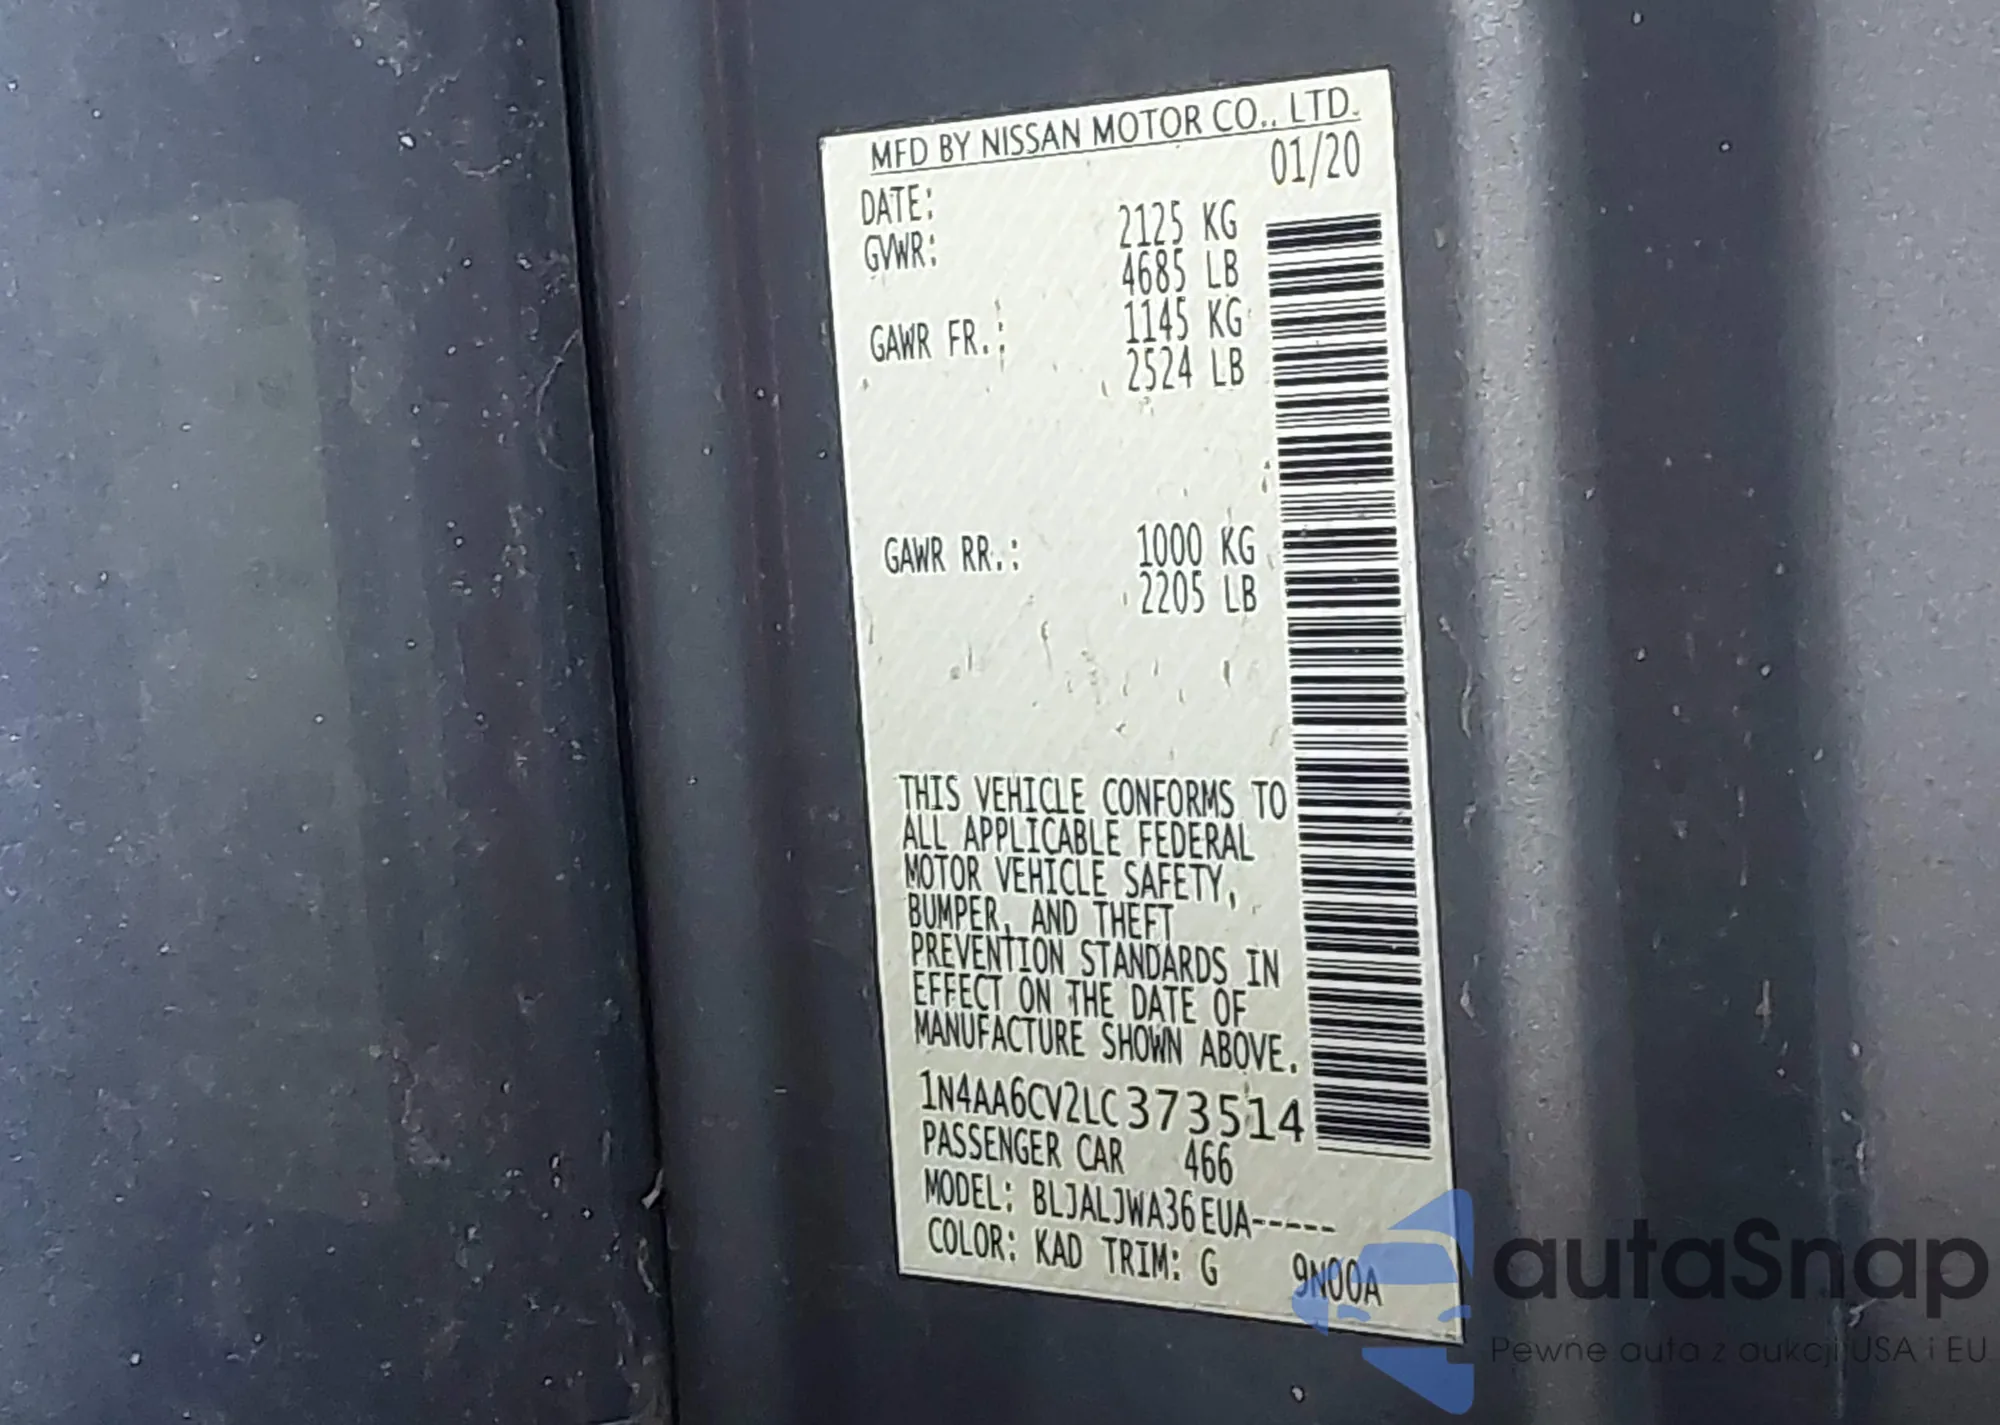 MFD BY NISSAN MOTOR CO., LTD.
DATE: 01/20
GVWR: 2125 KG
4685 LB
GAWR FR.: 1145 KG
2524 LB
GAWR RR.: 1000 KG
2205 LB
THIS VEHICLE CONFORMS TO
ALL APPLICABLE FEDERAL
MOTOR VEHICLE SAFETY,
BUMPER, AND THEFT
PREVENTION STANDARDS IN
EFFECT ON THE DATE OF
MANUFACTURE SHOWN ABOVE.
1N4AA6CV2LC373514
PASSENGER CAR 466
MODEL: BLJALJWA36EUA-----
COLOR: KAD TRIM: G 9N00A
autaSnap
Pewne auta z aukcji USA i EU